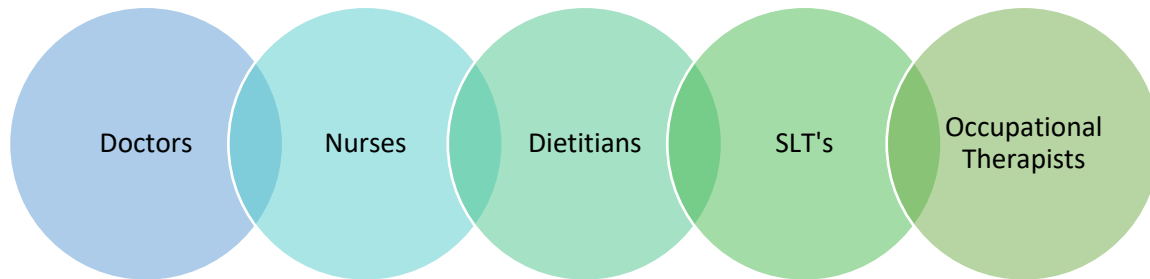 Doctors
Nurses
Dietitians
SLT's
Occupational
Therapists